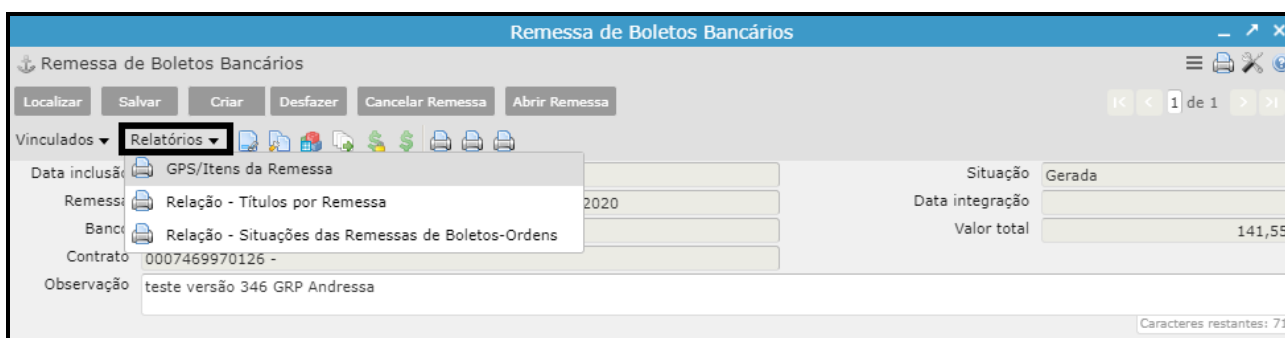 Remessa de Boletos Bancários
Remessa de Boletos Bancários
Localizar Salvar Criar Desfazer Cancelar Remessa Abrir Remessa 1 de 1
Vinculados Relatórios
Data inclusão GPS/Itens da Remessa Situação Gerada
Remessa Relação - Títulos por Remessa 2020 Data integração
Banco Relação - Situações das Remessas de Boletos-Ordens Valor total 141,55
Contrato 0007469970126 -
Observação teste versão 346 GRP Andressa
Caracteres restantes: 71